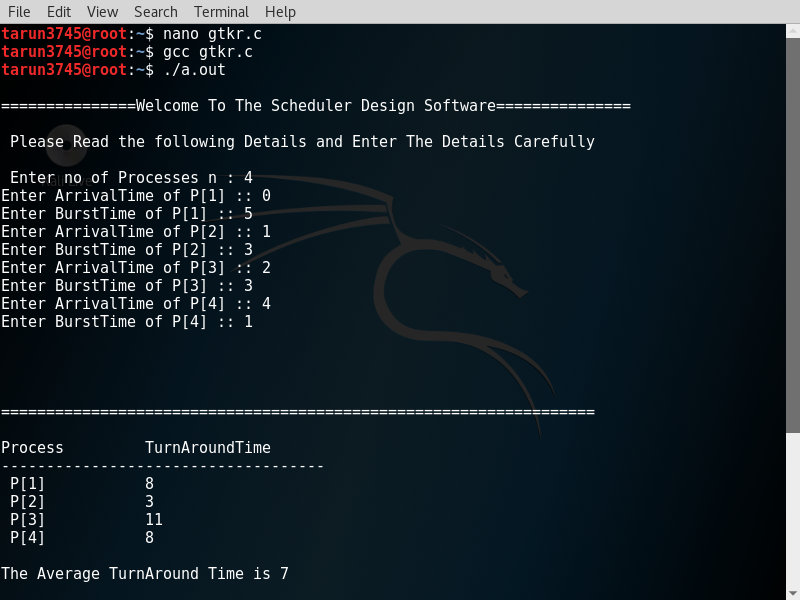 File Edit View Search Terminal Help
tarun3745@root:~$ nano gtkr.c
tarun3745@root:~$ gcc gtkr.c
tarun3745@root:~$ ./a.out
===============Welcome To The Scheduler Design Software===============
Please Read the following Details and Enter The Details Carefully
Enter no of Processes n : 4
Enter ArrivalTime of P[1] :: 0
Enter BurstTime of P[1] :: 5
Enter ArrivalTime of P[2] :: 1
Enter BurstTime of P[2] :: 3
Enter ArrivalTime of P[3] :: 2
Enter BurstTime of P[3] :: 3
Enter ArrivalTime of P[4] :: 4
Enter BurstTime of P[4] :: 1
==================================================================
Process TurnAroundTime
------------------------------------
P[1] 8
P[2] 3
P[3] 11
P[4] 8
The Average TurnAround Time is 7